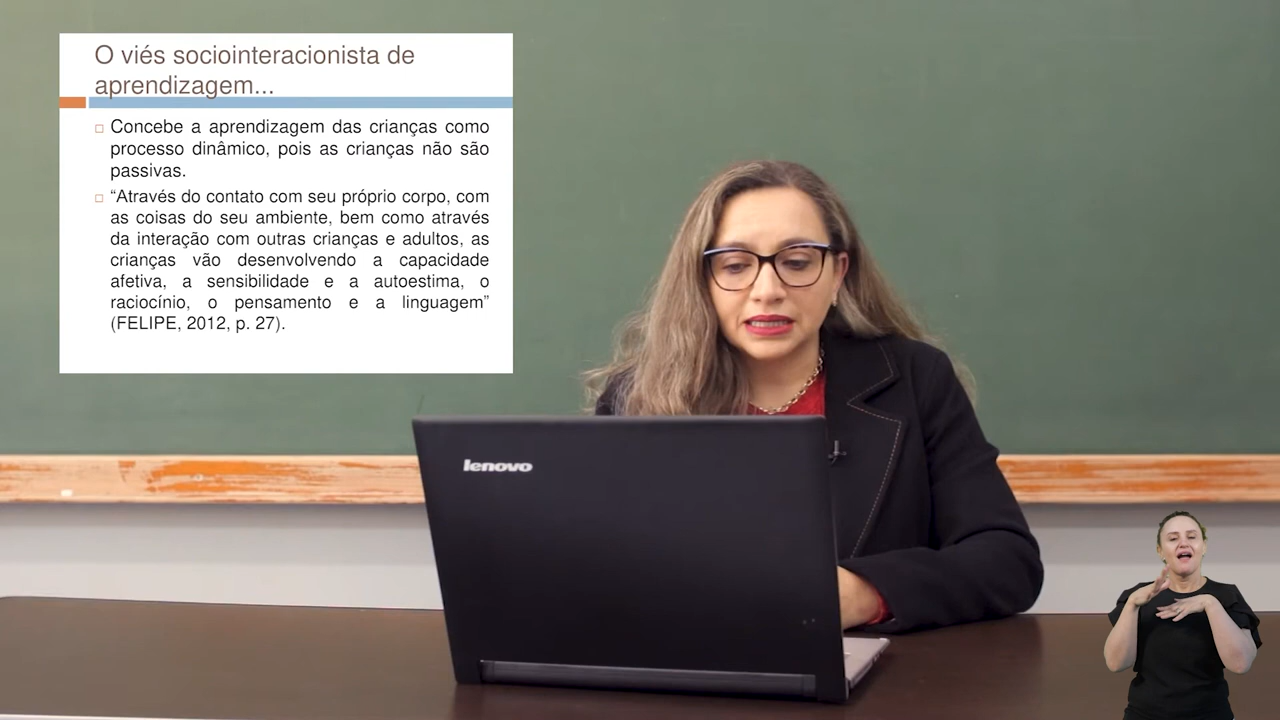 O viés sociointeracionista de
aprendizagem...
Concebe a aprendizagem das crianças como
processo dinâmico, pois as crianças não são
passivas.
“Através do contato com seu próprio corpo, com
as coisas do seu ambiente, bem como através
da interação com outras crianças e adultos, as
crianças vão desenvolvendo a capacidade
afetiva, a sensibilidade e a autoestima, o
raciocínio, o pensamento e a linguagem”
(FELIPE, 2012, p. 27).
lenovo